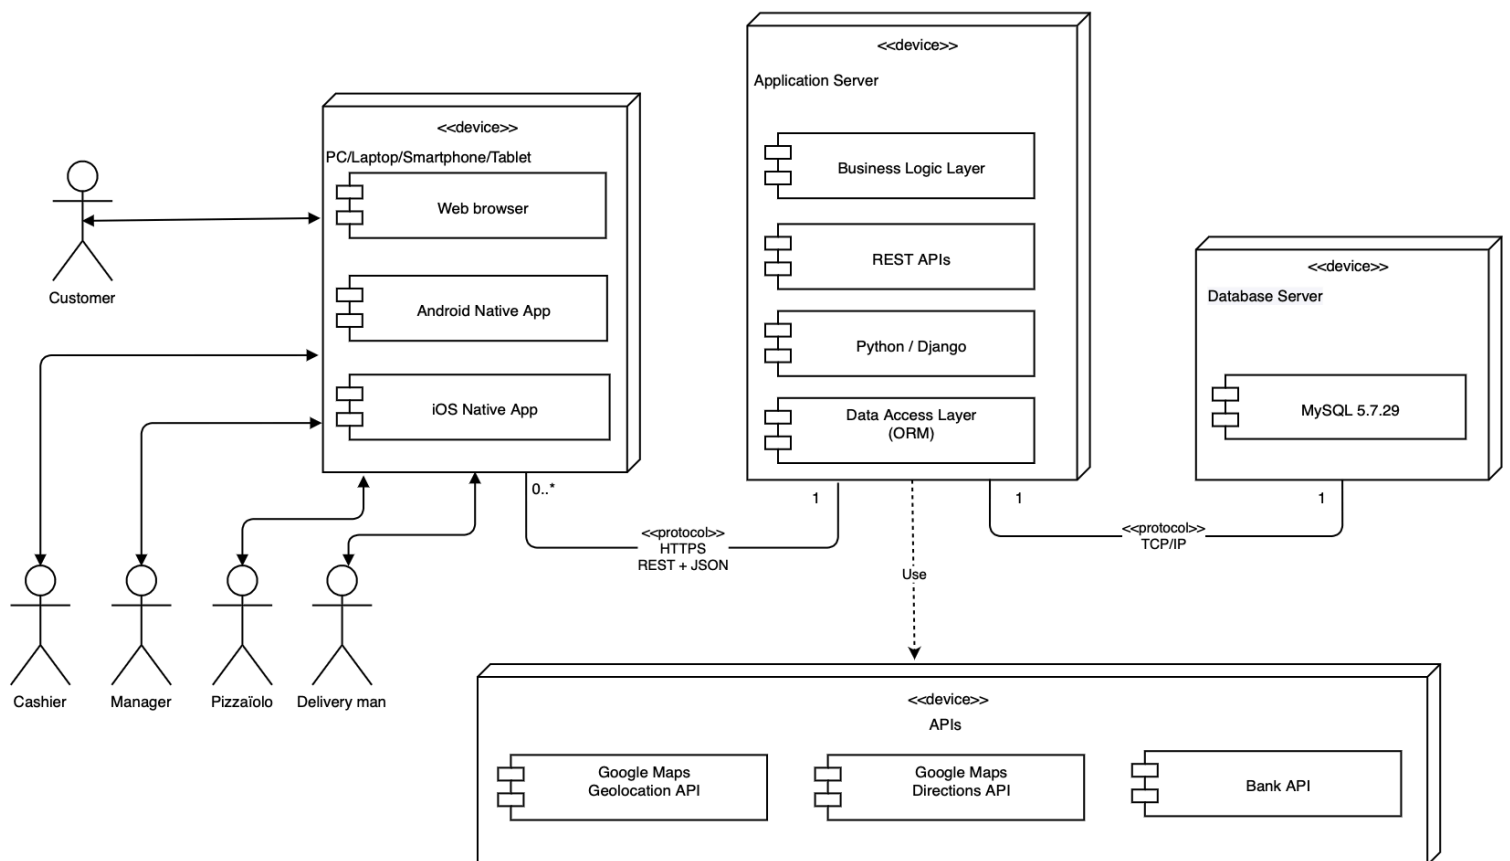 <<device>>
Application Server
Business Logic Layer
REST APIs
Python / Django
Data Access Layer
(ORM)
<<device>>
PC/Laptop/Smartphone/Tablet
Web browser
Android Native App
iOS Native App
Customer
<<device>>
Database Server
MySQL 5.7.29
0..*
1
1
1
<<protocol>>
HTTPS
REST + JSON
<<protocol>>
TCP/IP
Use
Cashier
Manager
Pizzaïolo
Delivery man
<<device>>
APIs
Google Maps
Geolocation API
Google Maps
Directions API
Bank API